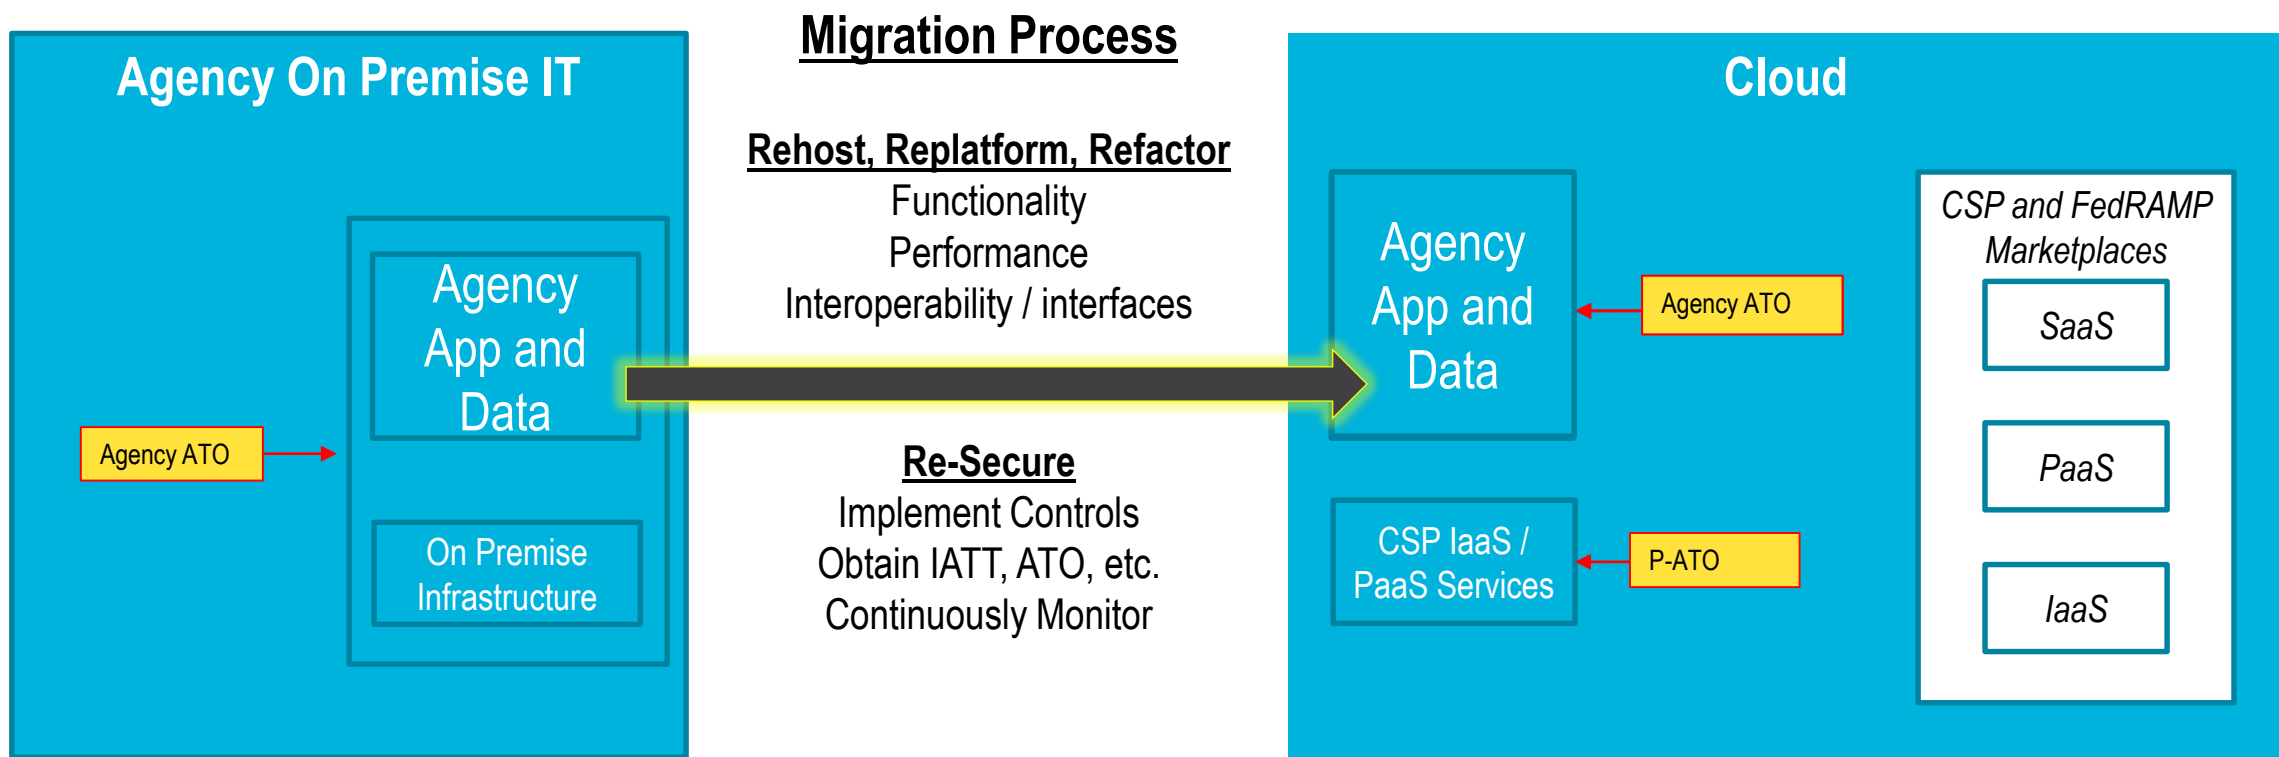 Migration Process
Agency On Premise IT
Agency
App and
Data
Agency ATO
On Premise
Infrastructure
Rehost, Replatform, Refactor
Functionality
Performance
Interoperability / interfaces
Re-Secure
Implement Controls
Obtain IATT, ATO, etc.
Continuously Monitor
Cloud
Agency
App and
Data
Agency ATO
CSP IaaS /
PaaS Services
P-ATO
CSP and FedRAMP
Marketplaces
SaaS
PaaS
IaaS